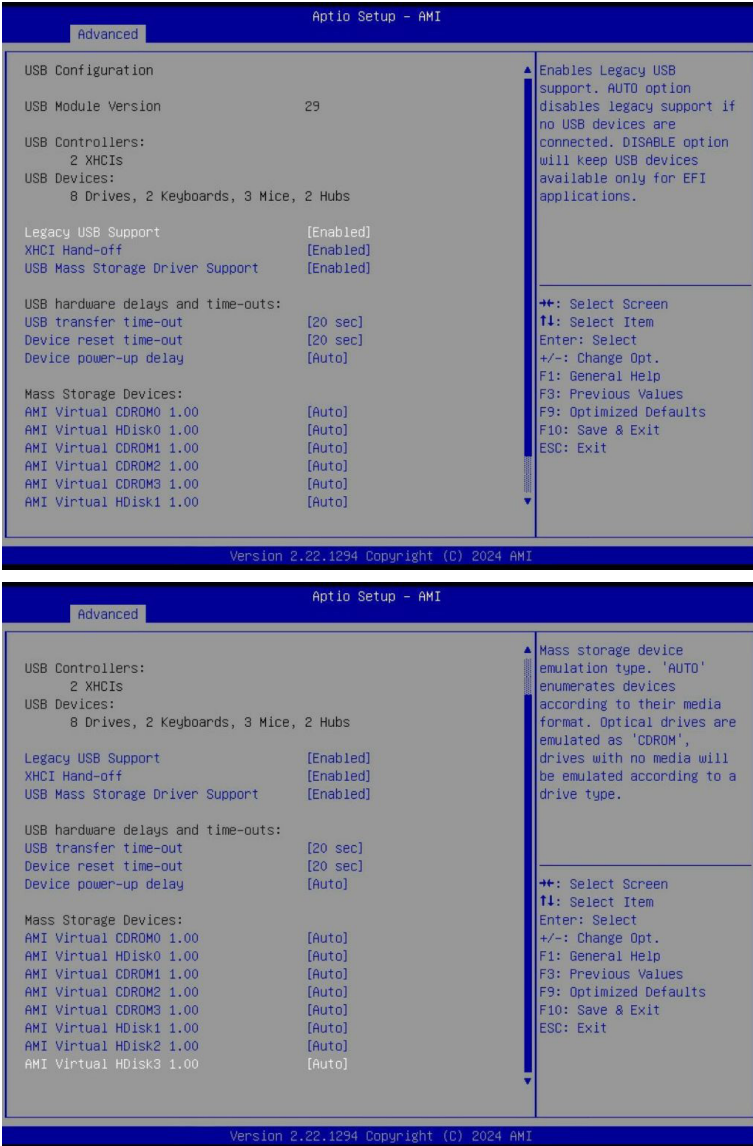 Aptio Setup – AMI
Advanced
USB Configuration
USB Module Version 29
USB Controllers:
2 XHCIs
USB Devices:
8 Drives, 2 Keyboards, 3 Mice, 2 Hubs
Legacy USB Support [Enabled]
XHCI Hand-off [Enabled]
USB Mass Storage Driver Support [Enabled]
USB hardware delays and time-outs:
USB transfer time-out [20 sec]
Device reset time-out [20 sec]
Device power-up delay [Auto]
Mass Storage Devices:
AMI Virtual CDROM0 1.00 [Auto]
AMI Virtual HDisk0 1.00 [Auto]
AMI Virtual CDROM1 1.00 [Auto]
AMI Virtual CDROM2 1.00 [Auto]
AMI Virtual CDROM3 1.00 [Auto]
AMI Virtual HDisk1 1.00 [Auto]
Enables Legacy USB
support. AUTO option
disables legacy support if
no USB devices are
connected. DISABLE option
will keep USB devices
available only for EFI
applications.
→←: Select Screen
↑↓: Select Item
Enter: Select
+/-: Change Opt.
F1: General Help
F3: Previous Values
F9: Optimized Defaults
F10: Save & Exit
ESC: Exit
Version 2.22.1294 Copyright (C) 2024 AMI
Aptio Setup – AMI
Advanced
USB Controllers:
2 XHCIs
USB Devices:
8 Drives, 2 Keyboards, 3 Mice, 2 Hubs
Legacy USB Support [Enabled]
XHCI Hand-off [Enabled]
USB Mass Storage Driver Support [Enabled]
USB hardware delays and time-outs:
USB transfer time-out [20 sec]
Device reset time-out [20 sec]
Device power-up delay [Auto]
Mass Storage Devices:
AMI Virtual CDROM0 1.00 [Auto]
AMI Virtual HDisk0 1.00 [Auto]
AMI Virtual CDROM1 1.00 [Auto]
AMI Virtual CDROM2 1.00 [Auto]
AMI Virtual CDROM3 1.00 [Auto]
AMI Virtual HDisk1 1.00 [Auto]
AMI Virtual HDisk2 1.00 [Auto]
AMI Virtual HDisk3 1.00 [Auto]
Mass storage device
emulation type. 'AUTO'
enumerates devices
according to their media
format. Optical drives are
emulated as 'CDROM',
drives with no media will
be emulated according to a
drive type.
→←: Select Screen
↑↓: Select Item
Enter: Select
+/-: Change Opt.
F1: General Help
F3: Previous Values
F9: Optimized Defaults
F10: Save & Exit
ESC: Exit
Version 2.22.1294 Copyright (C) 2024 AMI